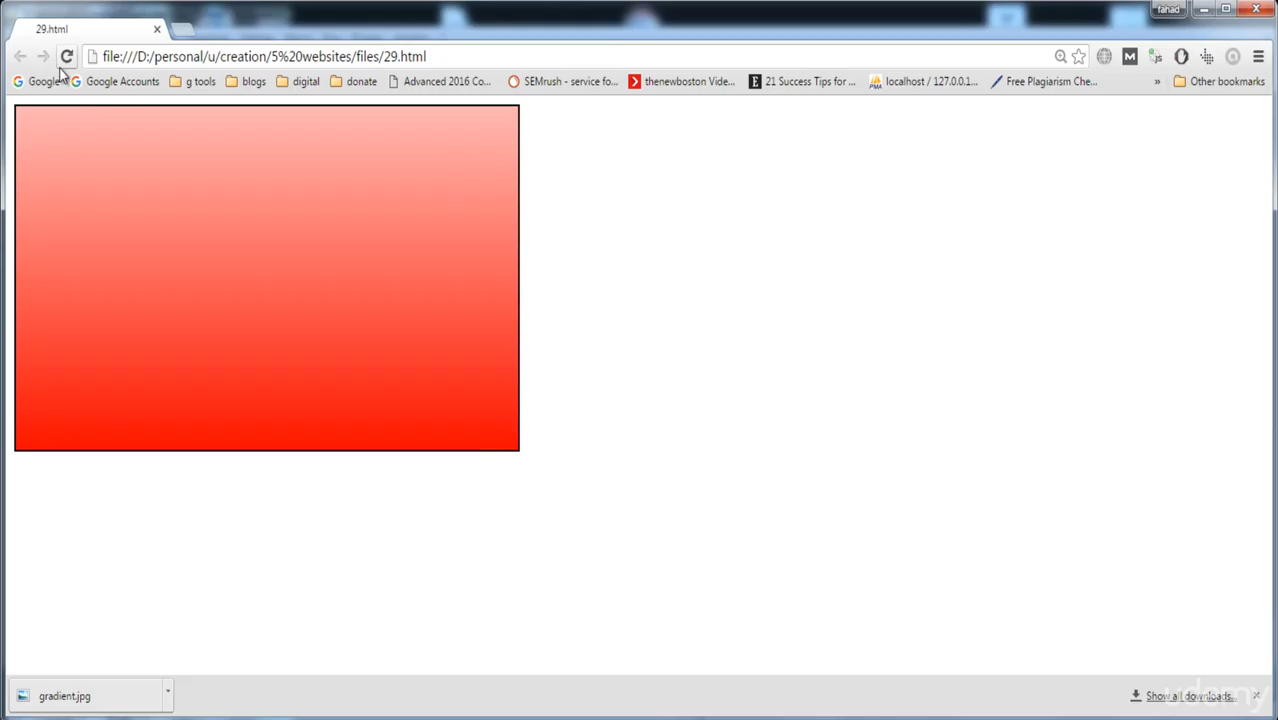 fahad
29.html
file:///D:/personal/u/creation/5%20websites/files/29.html
Google
Google Accounts
g tools
blogs
digital
donate
Advanced 2016 Co...
SEMrush - service fo...
thenewboston Vide...
21 Success Tips for ...
localhost / 127.0.0.1...
Free Plagiarism Che...
» Other bookmarks
gradient.jpg
Show all downloads...
udemy